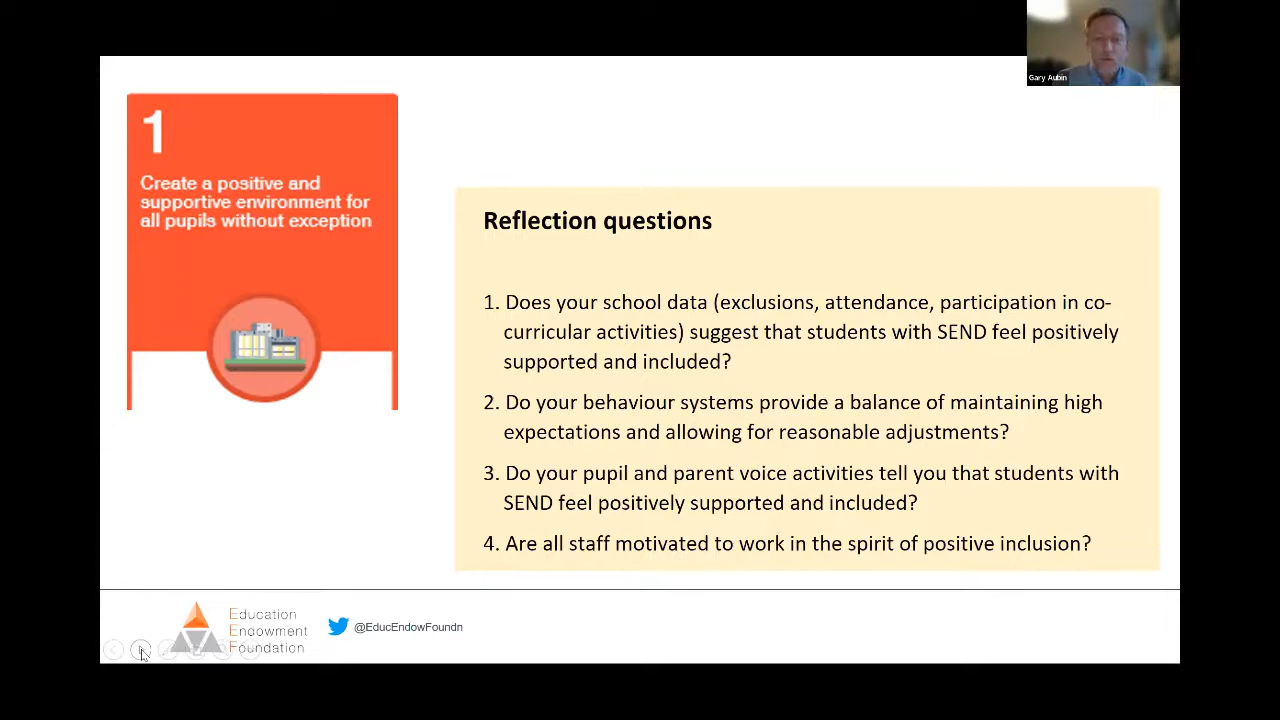 Gary Aubin
1
Create a positive and
supportive environment for
all pupils without exception
Reflection questions
1. Does your school data (exclusions, attendance, participation in co-
curricular activities) suggest that students with SEND feel positively
supported and included?
2. Do your behaviour systems provide a balance of maintaining high
expectations and allowing for reasonable adjustments?
3. Do your pupil and parent voice activities tell you that students with
SEND feel positively supported and included?
4. Are all staff motivated to work in the spirit of positive inclusion?
Education
Endowment
Foundation
@EducEndowFoundn